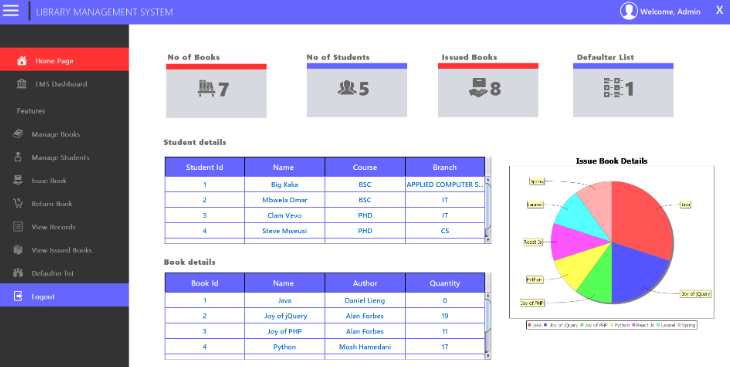 LIBRARY MANAGEMENT SYSTEM
Welcome, Admin
X
Home Page
LMS Dashboard
Features
Manage Books
Manage Students
Issue Book
Return Book
View Records
View Issued Books
Defaulter list
Logout
No of Books
7
No of Students
5
Issued Books
8
Defaulter List
1
Student details
Student Id Name Course Branch
1 Big Kaka BSC APPLIED COMPUTER S...
2 Mbwela Omar BSC IT
3 Clam Vevo PHD IT
4 Steve Mweusi PHD CS
Book details
Book Id Name Author Quantity
1 Java Daniel Lieng 0
2 Joy of jQuery Alan Forbes 19
3 Joy of PHP Alan Forbes 11
4 Python Mosh Hamedani 17
Issue Book Details
Spring
Laravel
React Js
Python
Joy of PHP
Java
Joy of jQuery
Java Joy of jQuery Joy of PHP Python React Js Laravel Spring